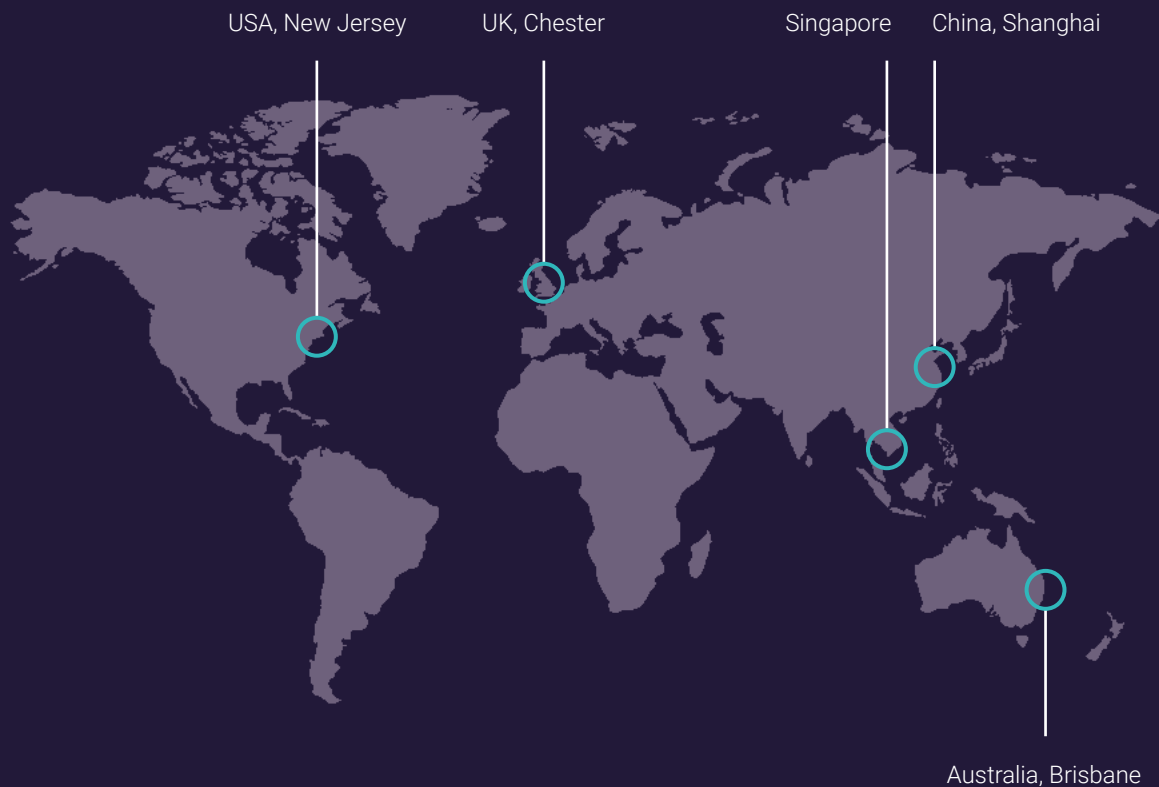 USA, New Jersey
UK, Chester
Singapore
China, Shanghai
Australia, Brisbane